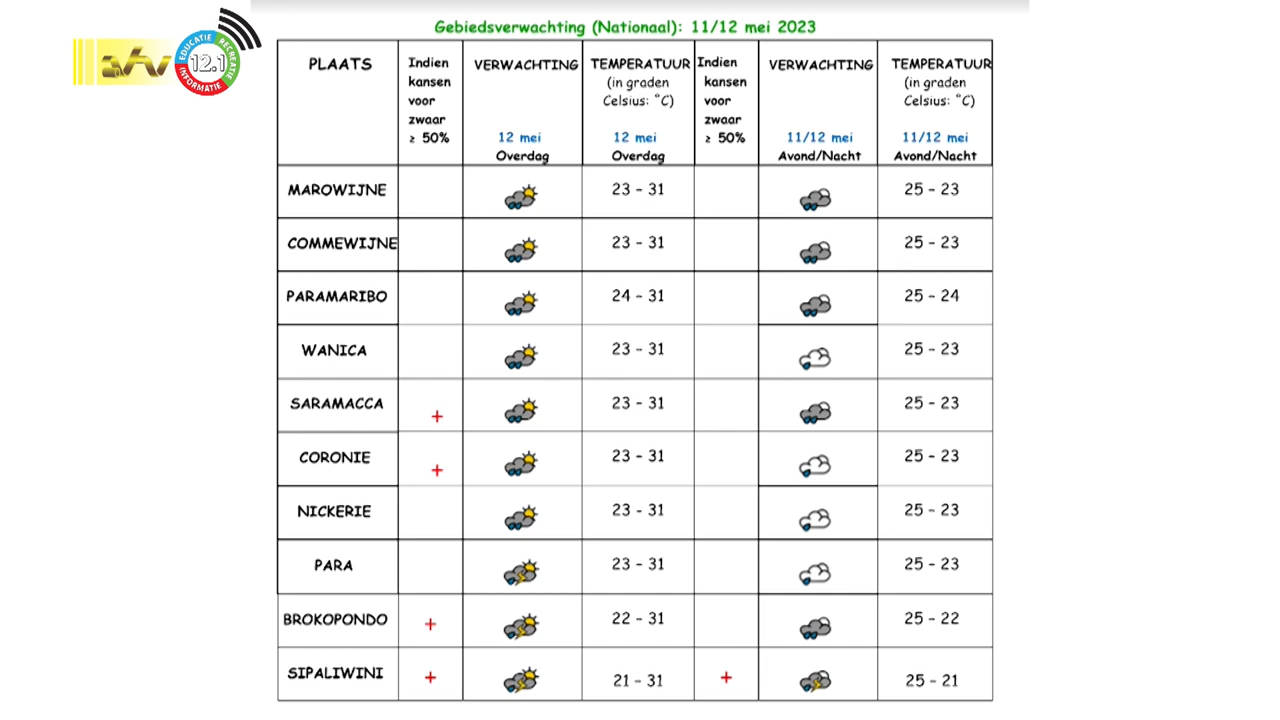 Gebiedsverwachting (Nationaal): 11/12 mei 2023
atv
EDUCATIE RECREATIE INFORMATIE
12.1
PLAATS
Indien kansen voor zwaar ≥ 50%
VERWACHTING 12 mei Overdag
TEMPERATUUR (in graden Celsius: °C) 12 mei Overdag
Indien kansen voor zwaar ≥ 50%
VERWACHTING 11/12 mei Avond/Nacht
TEMPERATUUR (in graden Celsius: °C) 11/12 mei Avond/Nacht
MAROWIJNE 23 - 31 25 - 23
COMMEWIJNE 23 - 31 25 - 23
PARAMARIBO 24 - 31 25 - 24
WANICA 23 - 31 25 - 23
SARAMACCA + 23 - 31 25 - 23
CORONIE + 23 - 31 25 - 23
NICKERIE 23 - 31 25 - 23
PARA 23 - 31 25 - 23
BROKOPONDO + 22 - 31 25 - 22
SIPALIWINI + 21 - 31 + 25 - 21